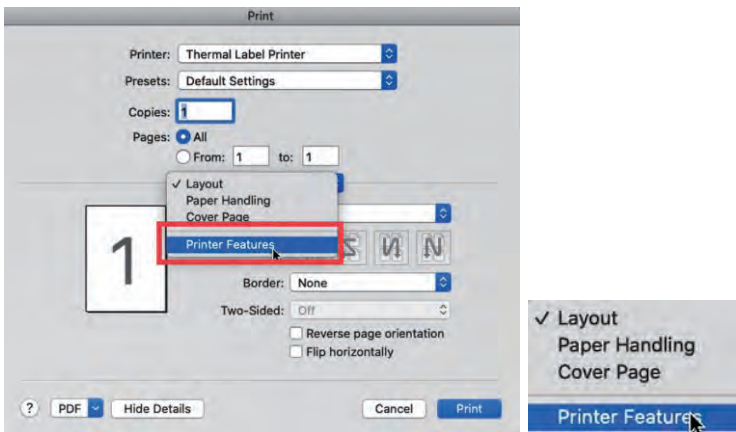 Print
Printer: Thermal Label Printer
Presets: Default Settings
Copies: 1
Pages: All
From: 1 to: 1
✓ Layout
Paper Handling
Cover Page
Printer Features
1
Border: None
Two-Sided: Off
Reverse page orientation
Flip horizontally
? PDF Hide Details Cancel Print
✓ Layout
Paper Handling
Cover Page
Printer Features